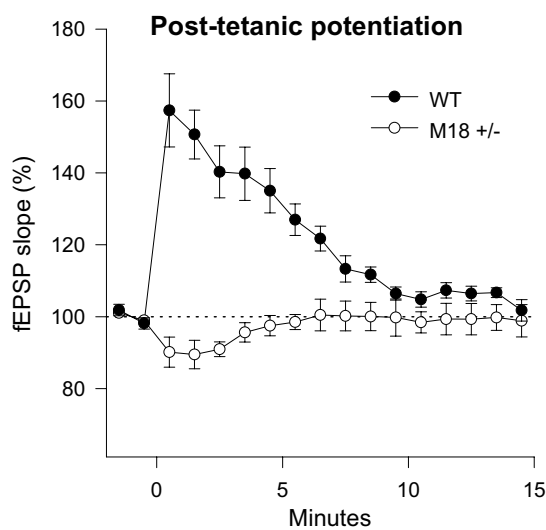 Post-tetanic potentiation
180
160
140
120
100
80
fEPSP slope (%)
WT
M18 +/-
0
5
10
15
Minutes